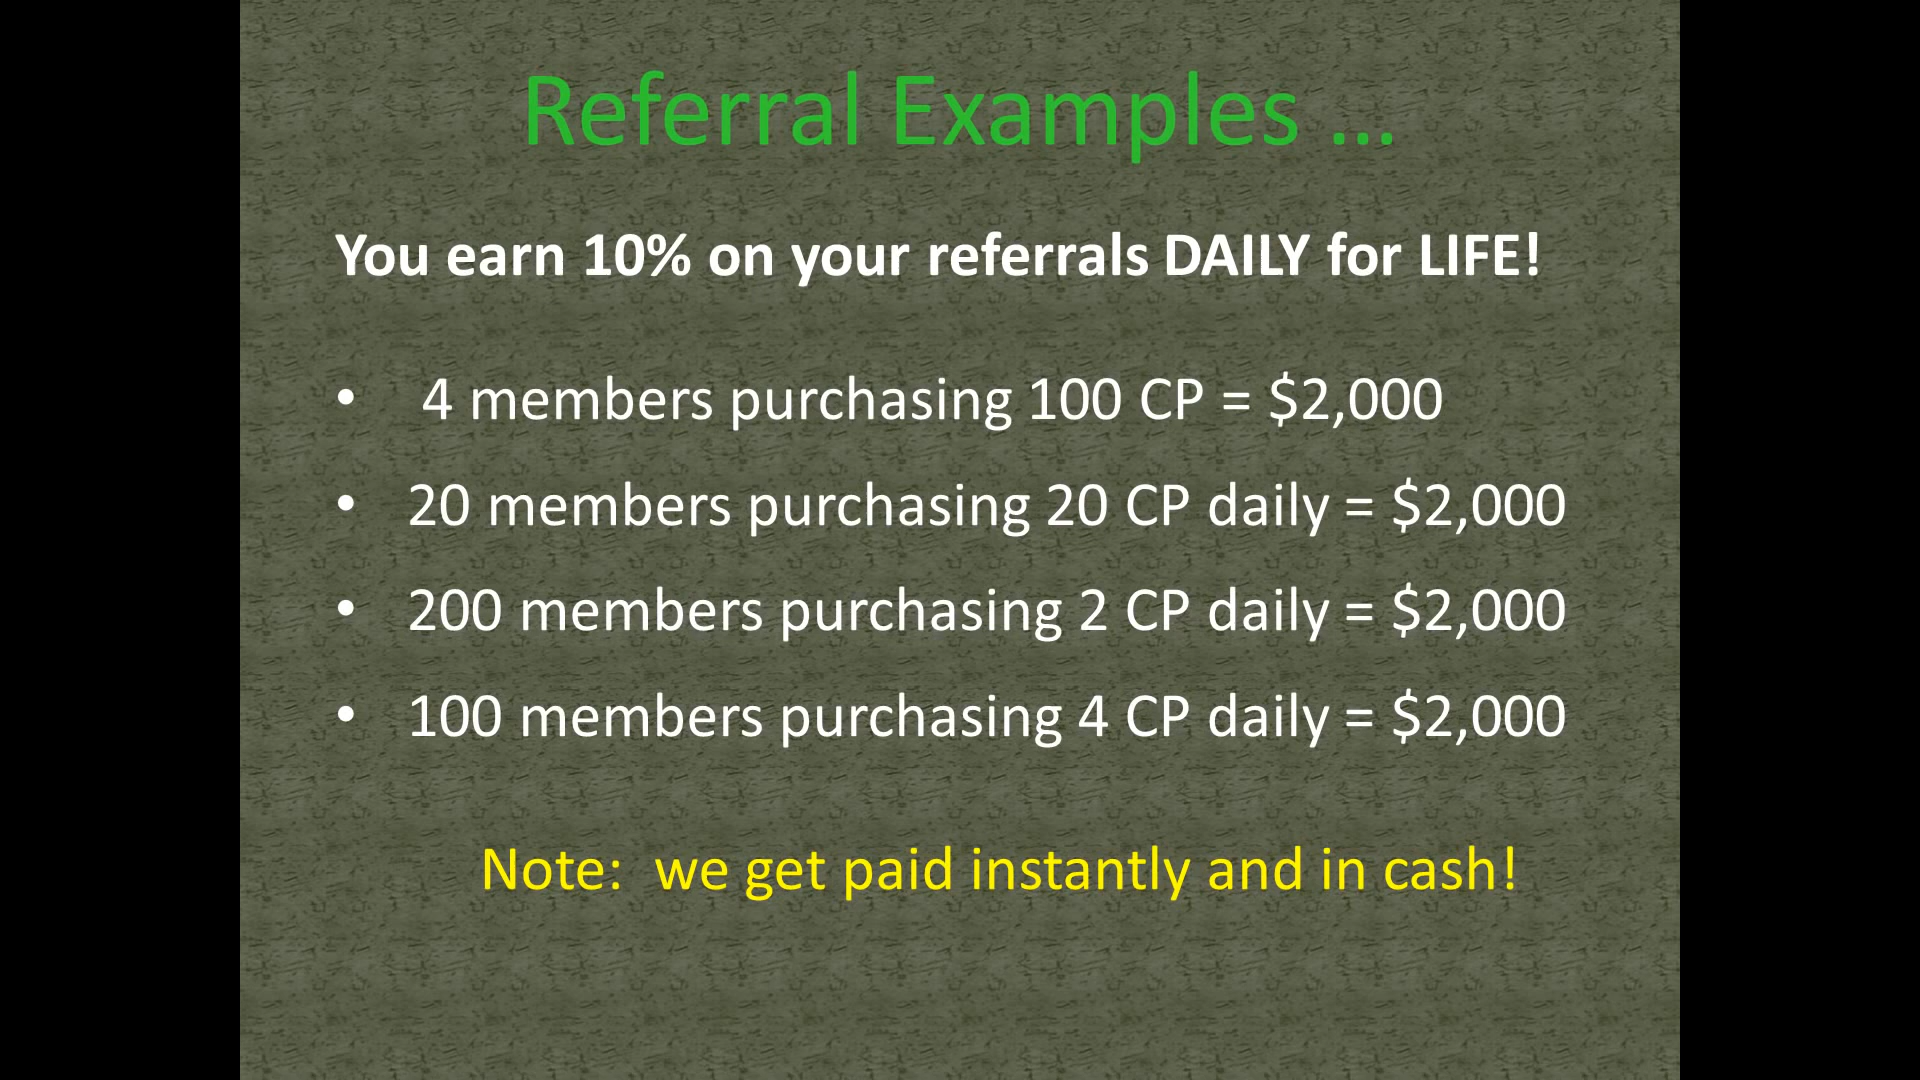 Referral Examples ...
You earn 10% on your referrals DAILY for LIFE!
• 4 members purchasing 100 CP = $2,000
• 20 members purchasing 20 CP daily = $2,000
• 200 members purchasing 2 CP daily = $2,000
• 100 members purchasing 4 CP daily = $2,000
Note: we get paid instantly and in cash!